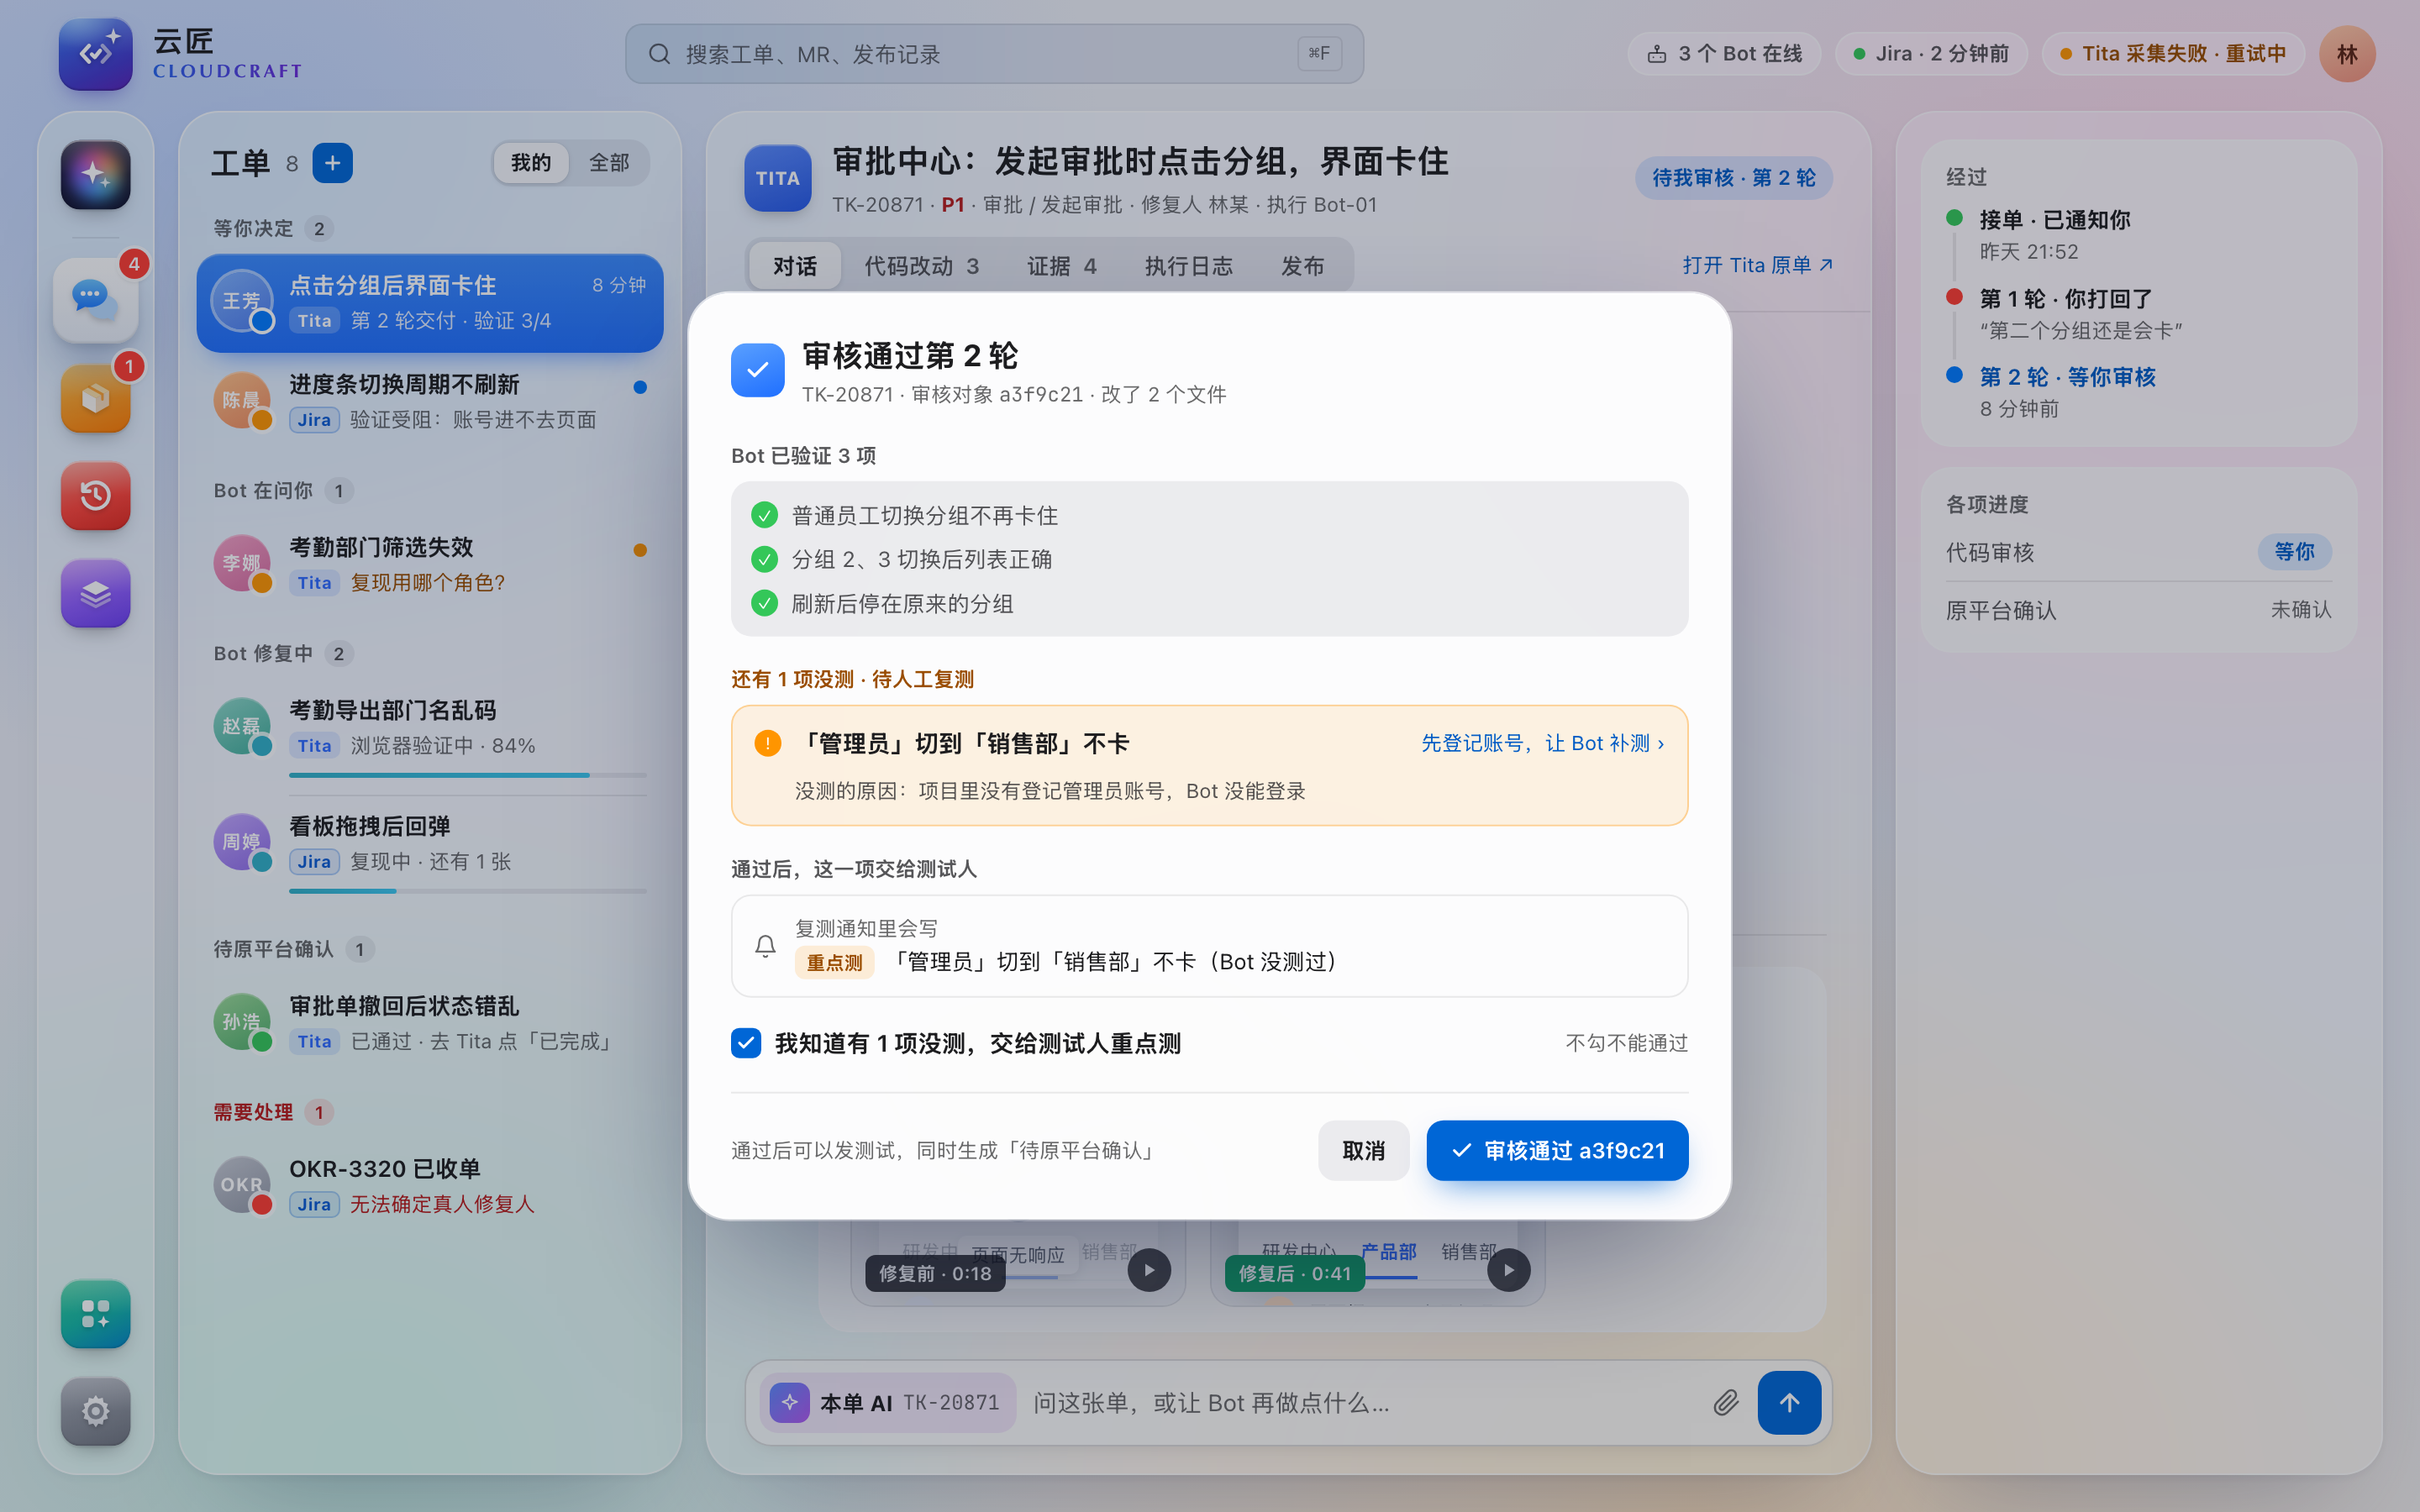 云匠
CLOUDCRAFT
搜索工单、MR、发布记录
⌘F
3 个 Bot 在线
Jira · 2 分钟前
Tita 采集失败 · 重试中
林
4
1
工单 8
我的
全部
等你决定 2
王芳
点击分组后界面卡住
8 分钟
Tita 第 2 轮交付 · 验证 3/4
陈晨
进度条切换周期不刷新
Jira 验证受阻：账号进不去页面
Bot 在问你 1
李娜
考勤部门筛选失效
Tita 复现用哪个角色?
Bot 修复中 2
赵磊
考勤导出部门名乱码
Tita 浏览器验证中 · 84%
周婷
看板拖拽后回弹
Jira 复现中 · 还有 1 张
待原平台确认 1
孙浩
审批单撤回后状态错乱
Tita 已通过 · 去 Tita 点「已完成」
需要处理 1
OKR
OKR-3320 已收单
Jira 无法确定真人修复人
TITA
审批中心：发起审批时点击分组，界面卡住
TK-20871 · P1 · 审批 / 发起审批 · 修复人 林某 · 执行 Bot-01
待我审核 · 第 2 轮
对话
代码改动 3
证据 4
执行日志
发布
打开 Tita 原单 ↗
审核通过第 2 轮
TK-20871 · 审核对象 a3f9c21 · 改了 2 个文件
Bot 已验证 3 项
普通员工切换分组不再卡住
分组 2、3 切换后列表正确
刷新后停在原来的分组
还有 1 项没测 · 待人工复测
「管理员」切到「销售部」不卡
先登记账号，让 Bot 补测 ›
没测的原因：项目里没有登记管理员账号，Bot 没能登录
通过后，这一项交给测试人
复测通知里会写
重点测 「管理员」切到「销售部」不卡（Bot 没测过）
我知道有 1 项没测，交给测试人重点测
不勾不能通过
通过后可以发测试，同时生成「待原平台确认」
取消
审核通过 a3f9c21
研发中
页面无响应
销售部
修复前 · 0:18
研发中心
产品部
销售部
修复后 · 0:41
本单 AI TK-20871
问这张单，或让 Bot 再做点什么...
经过
接单 · 已通知你
昨天 21:52
第 1 轮 · 你打回了
“第二个分组还是会卡”
第 2 轮 · 等你审核
8 分钟前
各项进度
代码审核
等你
原平台确认
未确认